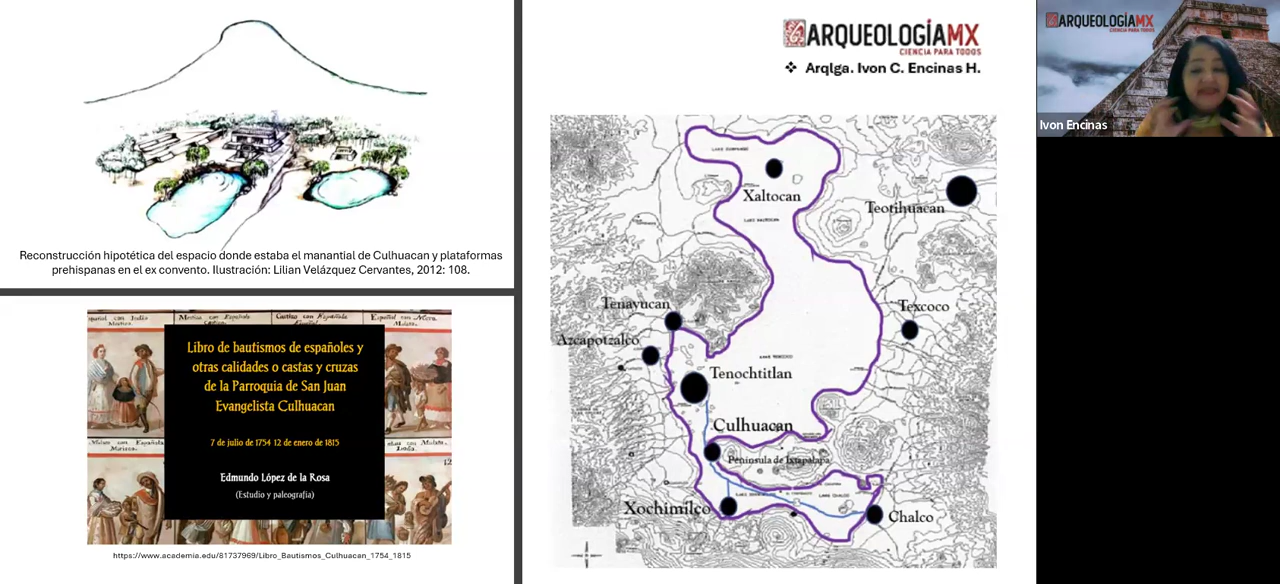 Reconstrucción hipotética del espacio donde estaba el manantial de Culhuacan y plataformas
prehispanas en el ex convento. Ilustración: Lilian Velázquez Cervantes, 2012: 108.
Libro de bautismos de españoles y
otras calidades o castas y cruzas
de la Parroquia de San Juan
Evangelista Culhuacan
7 de julio de 1754 12 de enero de 1815
Edmundo López de la Rosa
(Estudio y paleografía)
https://www.academia.edu/81737969/Libro_Bautismos_Culhuacan_1754_1815
ARQUEOLOGÍAMX
CIENCIA PARA TODOS
❖ Arqlga. Ivon C. Encinas H.
Xaltocan
Teotihuacan
Tenayucan
Texcoco
Azcapotzalco
Tenochtitlan
Culhuacan
Península de Ixtapalapa
Xochimilco
Chalco
ARQUEOLOGÍAMX
CIENCIA PARA TODOS
Ivon Encinas